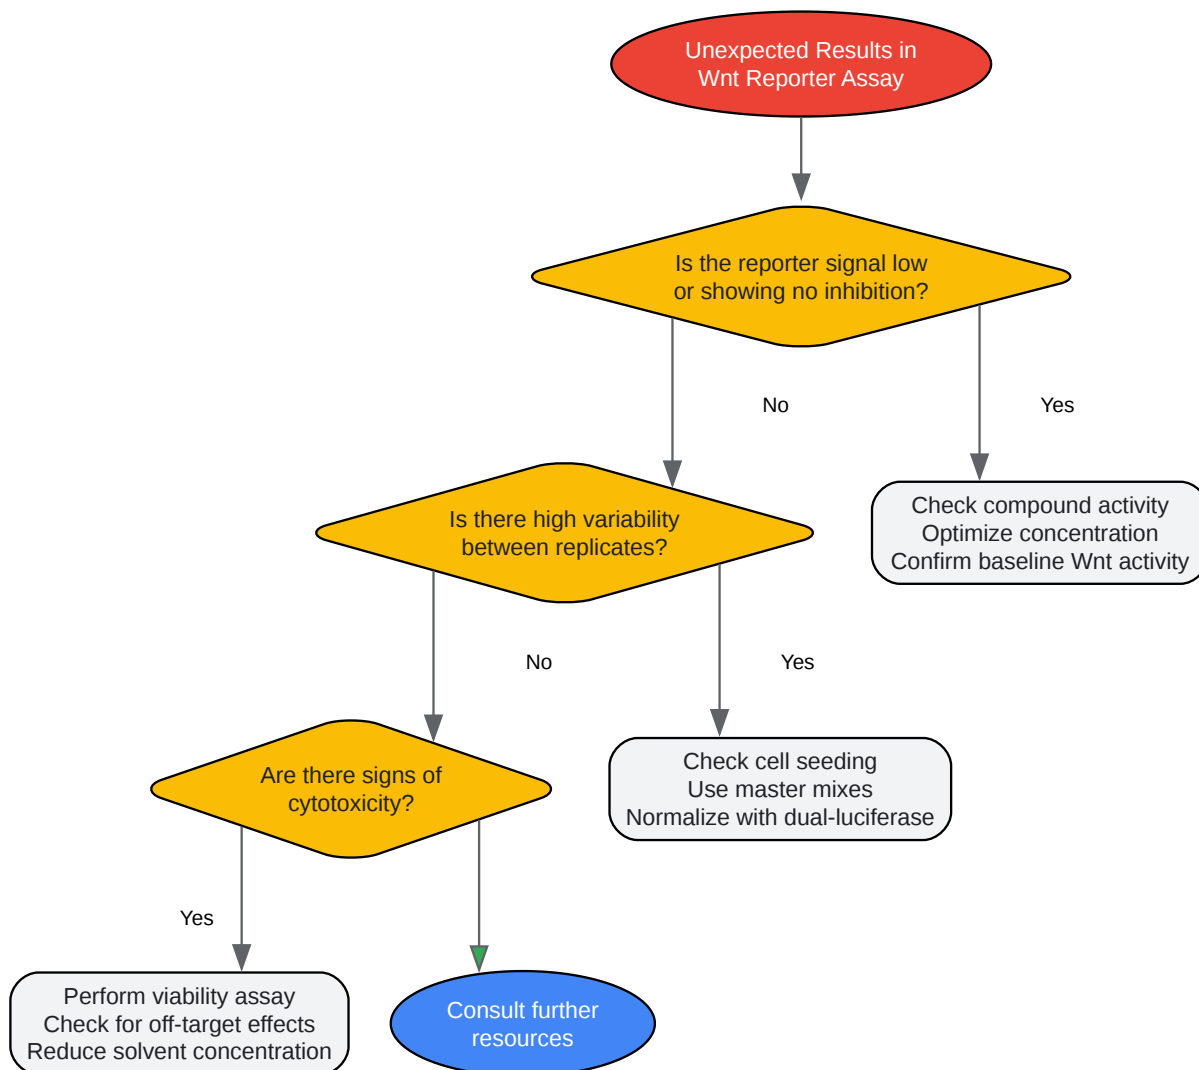 Unexpected Results in
Wnt Reporter Assay
Is the reporter signal low
or showing no inhibition?
No
Yes
Check compound activity
Optimize concentration
Confirm baseline Wnt activity
Is there high variability
between replicates?
No
Yes
Check cell seeding
Use master mixes
Normalize with dual-luciferase
Are there signs of
cytotoxicity?
Yes
Perform viability assay
Check for off-target effects
Reduce solvent concentration
Consult further
resources